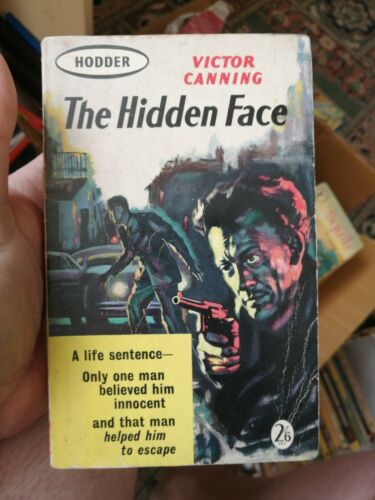 HODDER
VICTOR
CANNING
The Hidden Face
A life sentence—
Only one man
believed him
innocent
and that man
helped him
to escape
2/6